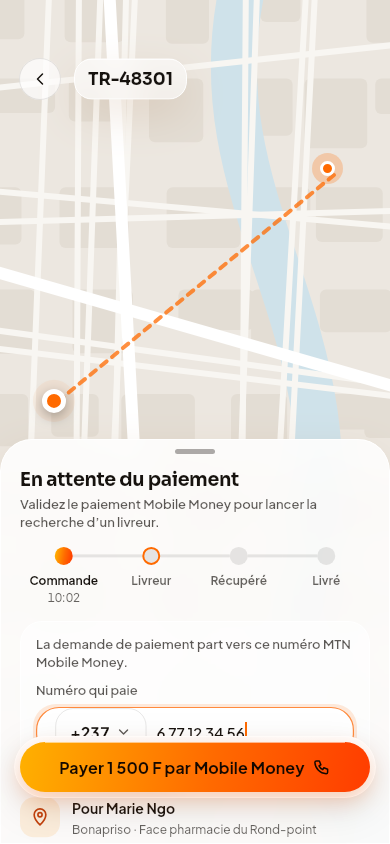 TR-48301
En attente du paiement
Validez le paiement Mobile Money pour lancer la
recherche d'un livreur.
Commande
Livreur
Récupéré
Livré
10:02
La demande de paiement part vers ce numéro MTN
Mobile Money.
Numéro qui paie
+237 6 77 12 34 56
Payer 1 500 F par Mobile Money
Pour Marie Ngo
Bonapriso · Face pharmacie du Rond-point